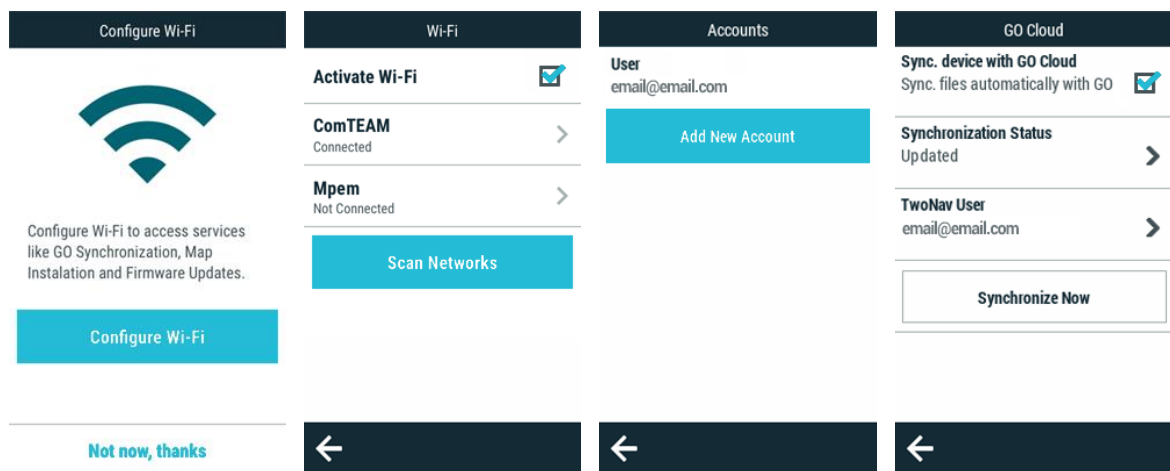 Configure Wi-Fi
Configure Wi-Fi to access services
like GO Synchronization, Map
Instalation and Firmware Updates.
Configure Wi-Fi
Not now, thanks
Wi-Fi
Activate Wi-Fi
ComTEAM
Connected
Mpem
Not Connected
Scan Networks
Accounts
User
email@email.com
Add New Account
GO Cloud
Sync. device with GO Cloud
Sync. files automatically with GO
Synchronization Status
Updated
TwoNav User
email@email.com
Synchronize Now